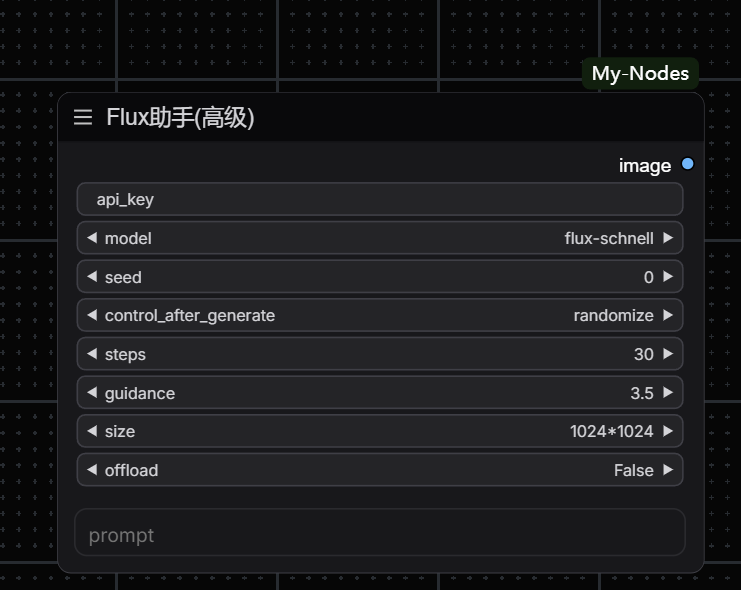 My-Nodes
Flux助手(高级)
image
api_key
model flux-schnell
seed 0
control_after_generate randomize
steps 30
guidance 3.5
size 1024*1024
offload False
prompt